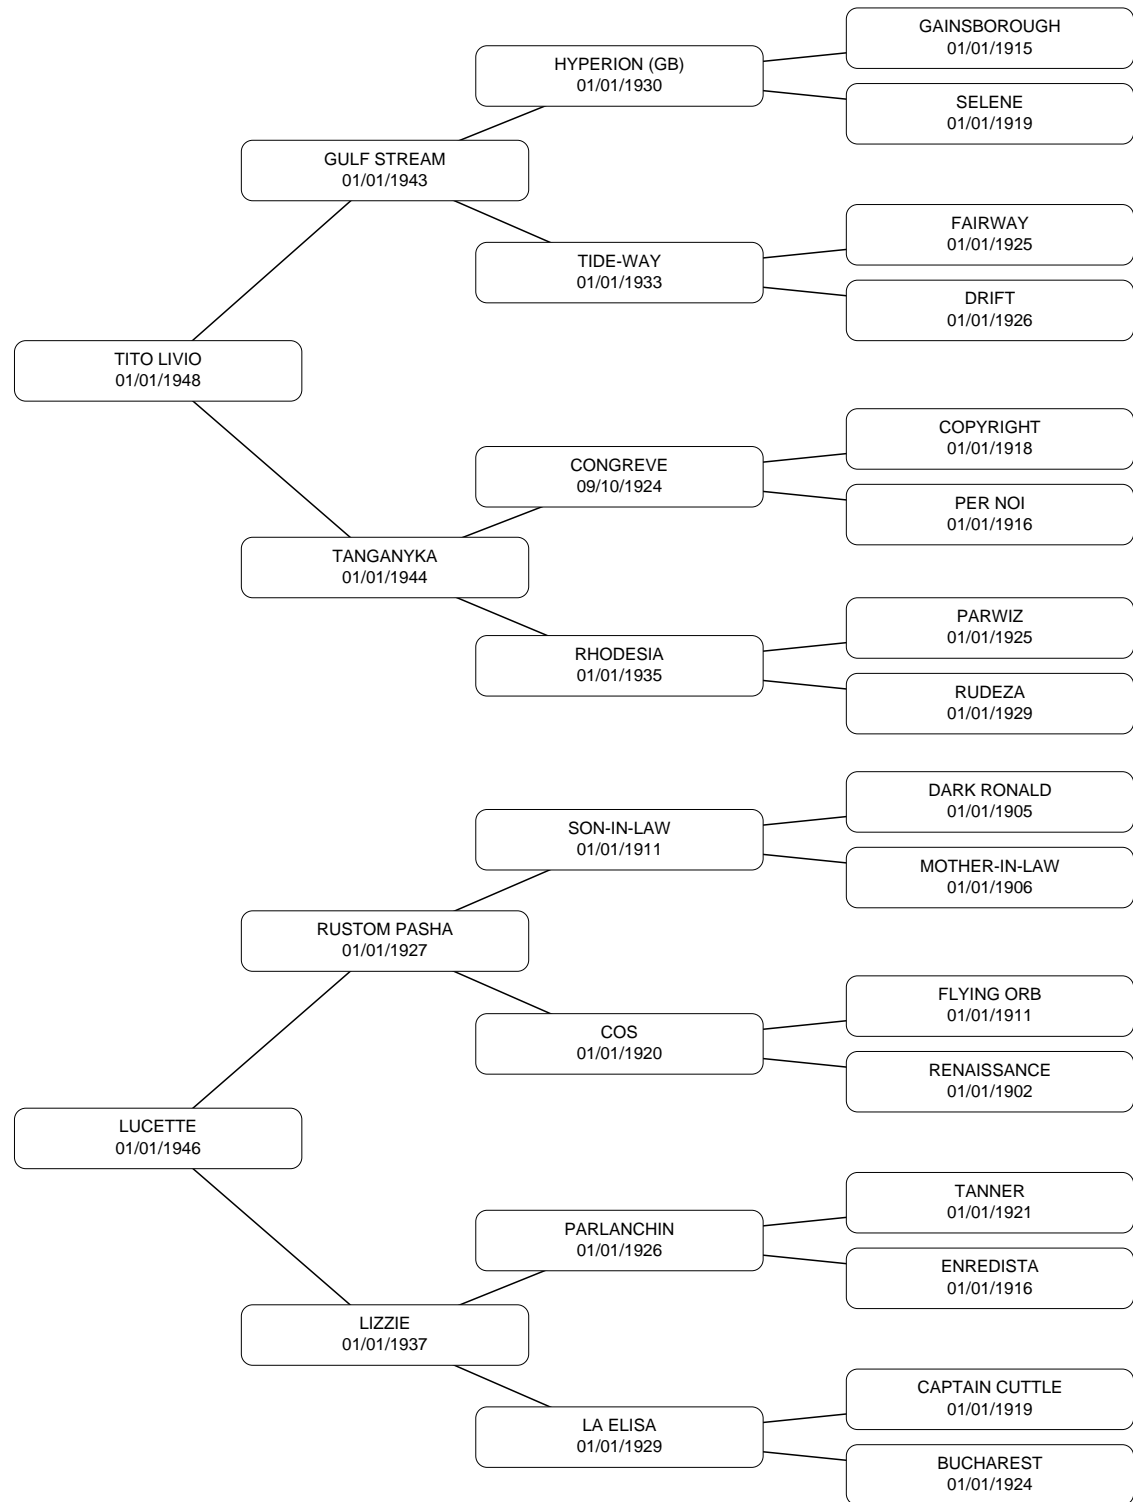 GAINSBOROUGH
01/01/1915
HYPERION (GB)
01/01/1930
SELENE
01/01/1919
GULF STREAM
01/01/1943
FAIRWAY
01/01/1925
TIDE-WAY
01/01/1933
DRIFT
01/01/1926
TITO LIVIO
01/01/1948
COPYRIGHT
01/01/1918
CONGREVE
09/10/1924
PER NOI
01/01/1916
TANGANYKA
01/01/1944
PARWIZ
01/01/1925
RHODESIA
01/01/1935
RUDEZA
01/01/1929
DARK RONALD
01/01/1905
SON-IN-LAW
01/01/1911
MOTHER-IN-LAW
01/01/1906
RUSTOM PASHA
01/01/1927
FLYING ORB
01/01/1911
COS
01/01/1920
RENAISSANCE
01/01/1902
LUCETTE
01/01/1946
TANNER
01/01/1921
PARLANCHIN
01/01/1926
ENREDISTA
01/01/1916
LIZZIE
01/01/1937
CAPTAIN CUTTLE
01/01/1919
LA ELISA
01/01/1929
BUCHAREST
01/01/1924